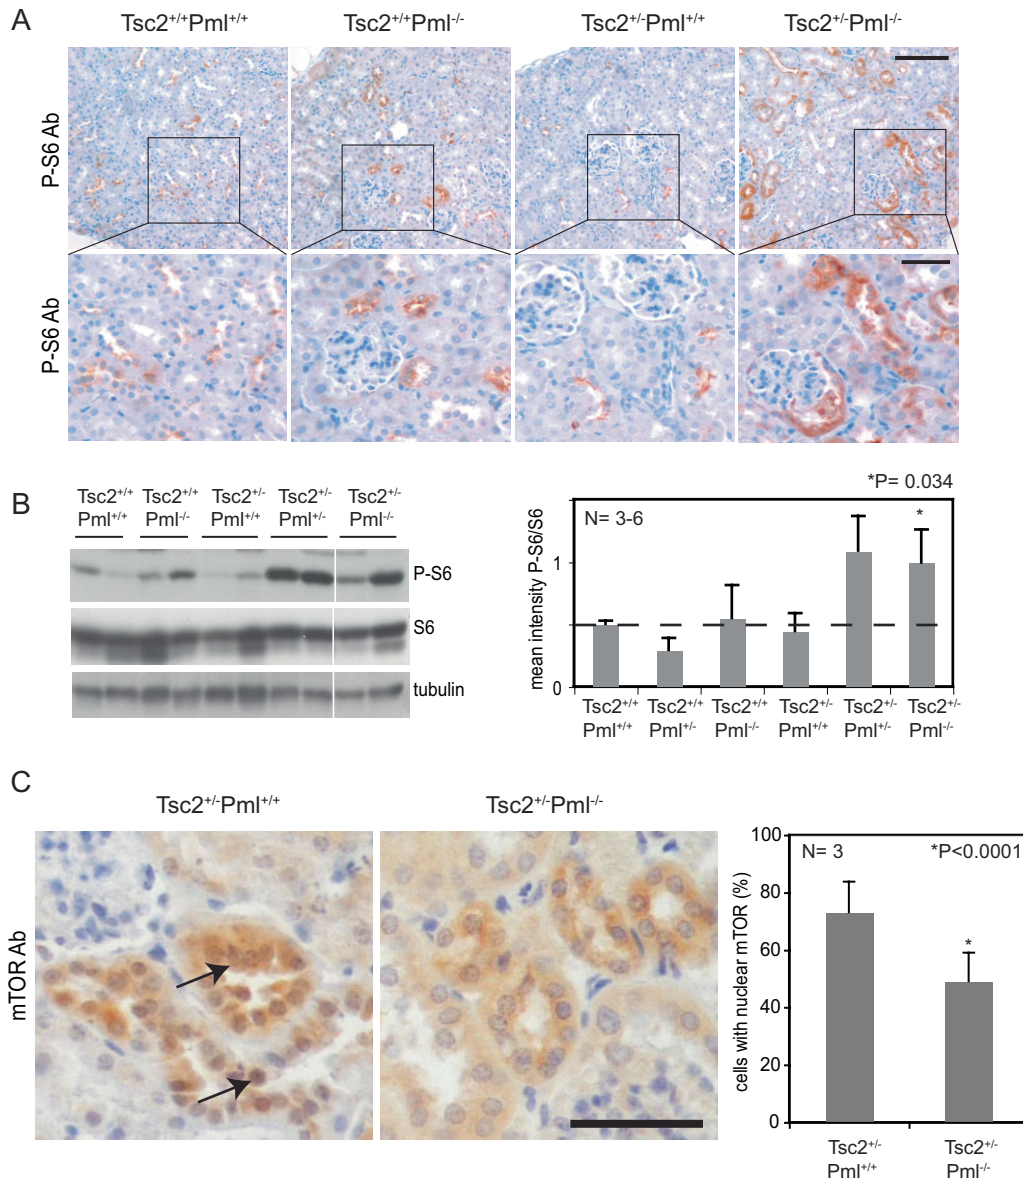 A
Tsc2+/+Pml+/+ Tsc2+/+Pml-/- Tsc2+/-Pml+/+ Tsc2+/-Pml-/-
P-S6 Ab
P-S6 Ab
B
Tsc2+/+ Tsc2+/+ Tsc2+/- Tsc2+/- Tsc2+/-
Pml+/+ Pml-/- Pml+/+ Pml+/- Pml-/-
P-S6
S6
tubulin
*P= 0.034
N= 3-6
*
mean intensity P-S6/S6
1
0
Tsc2+/+ Tsc2+/+ Tsc2+/+ Tsc2+/- Tsc2+/- Tsc2+/-
Pml+/+ Pml+/- Pml-/- Pml+/+ Pml+/- Pml-/-
C
Tsc2+/-Pml+/+ Tsc2+/-Pml-/-
mTOR Ab
N= 3 *P<0.0001
*
cells with nuclear mTOR (%)
100
80
60
40
20
0
Tsc2+/- Tsc2+/-
Pml+/+ Pml-/-